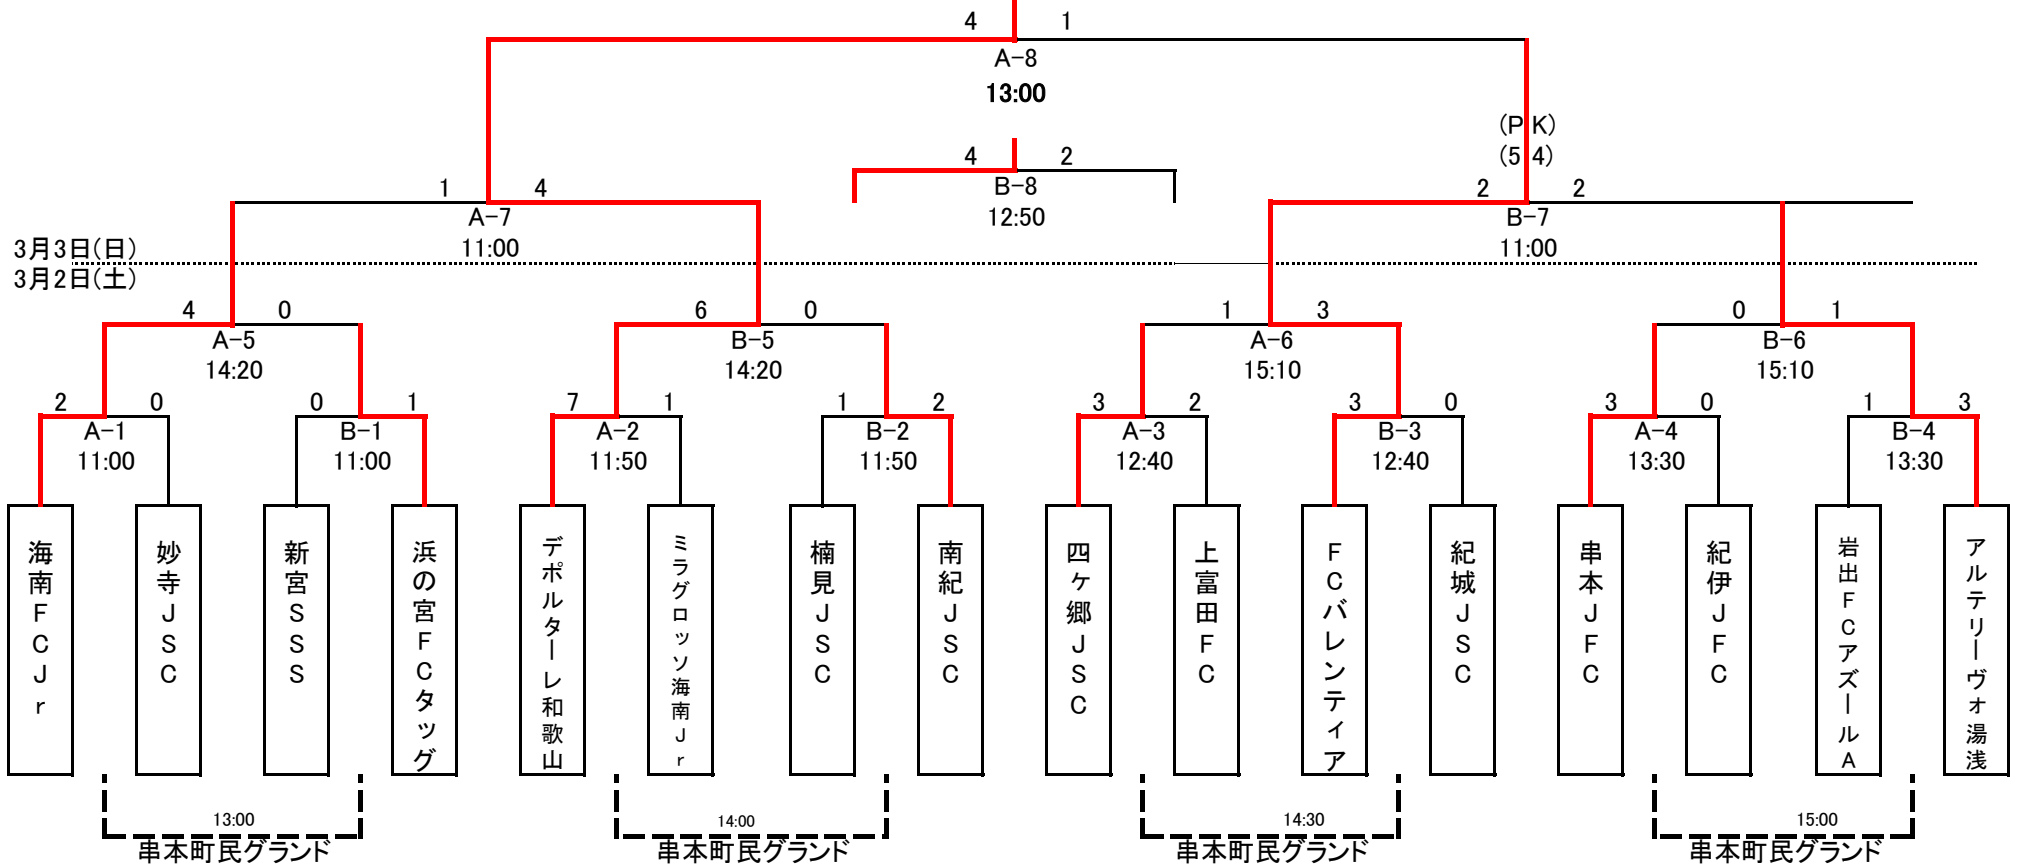 4 1
A-8
13:00
(PK)
(5 4)
4 2
B-8
12:50
1 4
A-7
11:00
2 2
B-7
11:00
3月3日(日)
3月2日(土)
4 0
A-5
14:20
6 0
B-5
14:20
1 3
A-6
15:10
0 1
B-6
15:10
2 0
A-1
11:00
0 1
B-1
11:00
7 1
A-2
11:50
1 2
B-2
11:50
3 2
A-3
12:40
3 0
B-3
12:40
3 0
A-4
13:30
1 3
B-4
13:30
海南FCJr
妙寺JSC
新宮SSS
浜の宮FCタッグ
デポルターレ和歌山
ミラグロッソ海南Jr
楠見JSC
南紀JSC
四ヶ郷JSC
上富田FC
FCバレンティア
紀城JSC
串本JFC
紀伊JFC
岩出FCアズールA
アルテリーヴォ湯浅
13:00
串本町民グランド
14:00
串本町民グランド
14:30
串本町民グランド
15:00
串本町民グランド